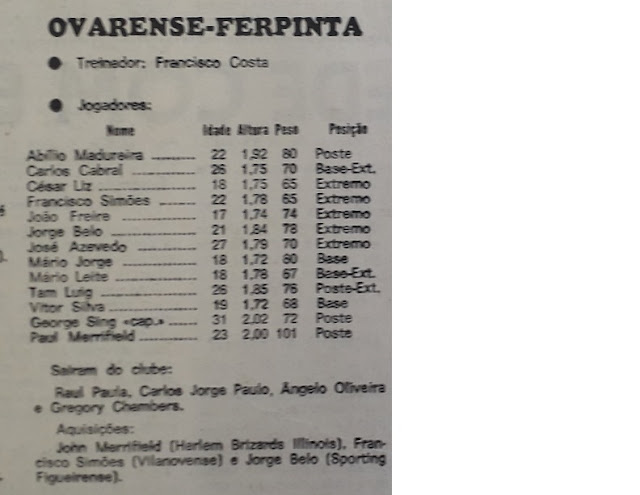 OVARENSE-FERPINTA
● Treinador: Francisco Costa
● Jogadores:
Nome Idade Altura Peso Posição
Abílio Madureira 22 1,92 80 Poste
Carlos Cabral 26 1,75 70 Base-Ext.
César Liz 18 1,75 65 Extremo
Francisco Simões 22 1,78 65 Extremo
João Freire 17 1,74 74 Extremo
Jorge Belo 21 1,84 78 Extremo
José Azevedo 27 1,79 70 Extremo
Mário Jorge 18 1,72 80 Base
Mário Leite 18 1,78 67 Base-Ext.
Tam Luig 26 1,85 76 Poste-Ext.
Vítor Silva 19 1,72 68 Base
George Sing «cap.» 31 2,02 72 Poste
Paul Merrifield 23 2,00 101 Poste
Saíram do clube:
Raul Paula, Carlos Jorge Paulo, Ângelo Oliveira
e Gregory Chambers.
Aquisições:
John Merrifield (Harlem Brizards Illinois), Fran-
cisco Simões (Vilanovense) e Jorge Belo (Sporting
Figueirense).